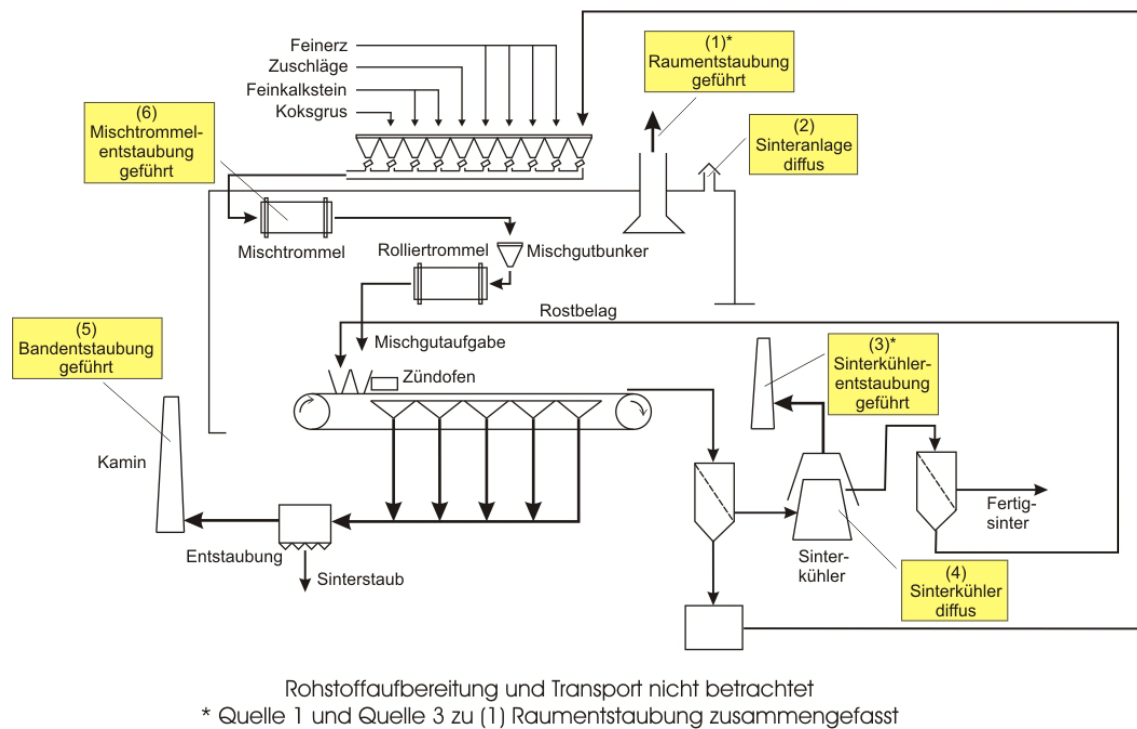 Feinerz
Zuschläge
Feinkalkstein
Koksgrus
(1)*
Raumentstaubung
geführt
(2)
Sinteranlage
diffus
(6)
Mischtrommel-
entstaubung
geführt
Mischtrommel
Rolliertrommel
Mischgutbunker
Rostbelag
(5)
Bandentstaubung
geführt
Mischgutaufgabe
Zündofen
(3)*
Sinterkühler-
entstaubung
geführt
Kamin
Fertig-
sinter
Entstaubung
Sinterstaub
Sinter-
kühler
(4)
Sinterkühler
diffus
Rohstoffaufbereitung und Transport nicht betrachtet
* Quelle 1 und Quelle 3 zu (1) Raumentstaubung zusammengefasst